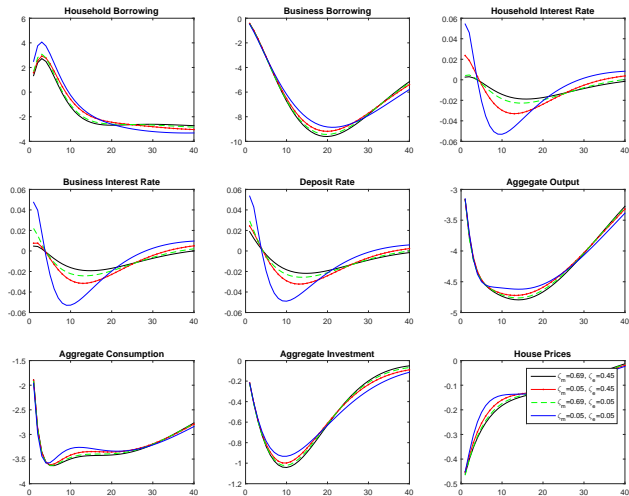 Household Borrowing
Business Borrowing
Household Interest Rate
6
4
2
0
-2
-4
0 10 20 30 40
0
-2
-4
-6
-8
-10
0 10 20 30 40
0.06
0.04
0.02
0
-0.02
-0.04
-0.06
0 10 20 30 40
Business Interest Rate
Deposit Rate
Aggegate Output
0.06
0.04
0.02
0
-0.02
-0.04
-0.06
0 10 20 30 40
0.06
0.04
0.02
0
-0.02
-0.04
-0.06
0 10 20 30 40
-3
-3.5
-4
-4.5
-5
0 10 20 30 40
Aggregate Consumption
Aggregate Investment
House Prices
-1.5
-2
-2.5
-3
-3.5
-4
0 10 20 30 40
0
-0.2
-0.4
-0.6
-0.8
-1
-1.2
0 10 20 30 40
0
-0.1
-0.2
-0.3
-0.4
-0.5
0 10 20 30 40
ζm=0.69, ζe=0.45
ζm=0.05, ζe=0.45
ζm=0.69, ζe=0.05
ζm=0.05, ζe=0.05